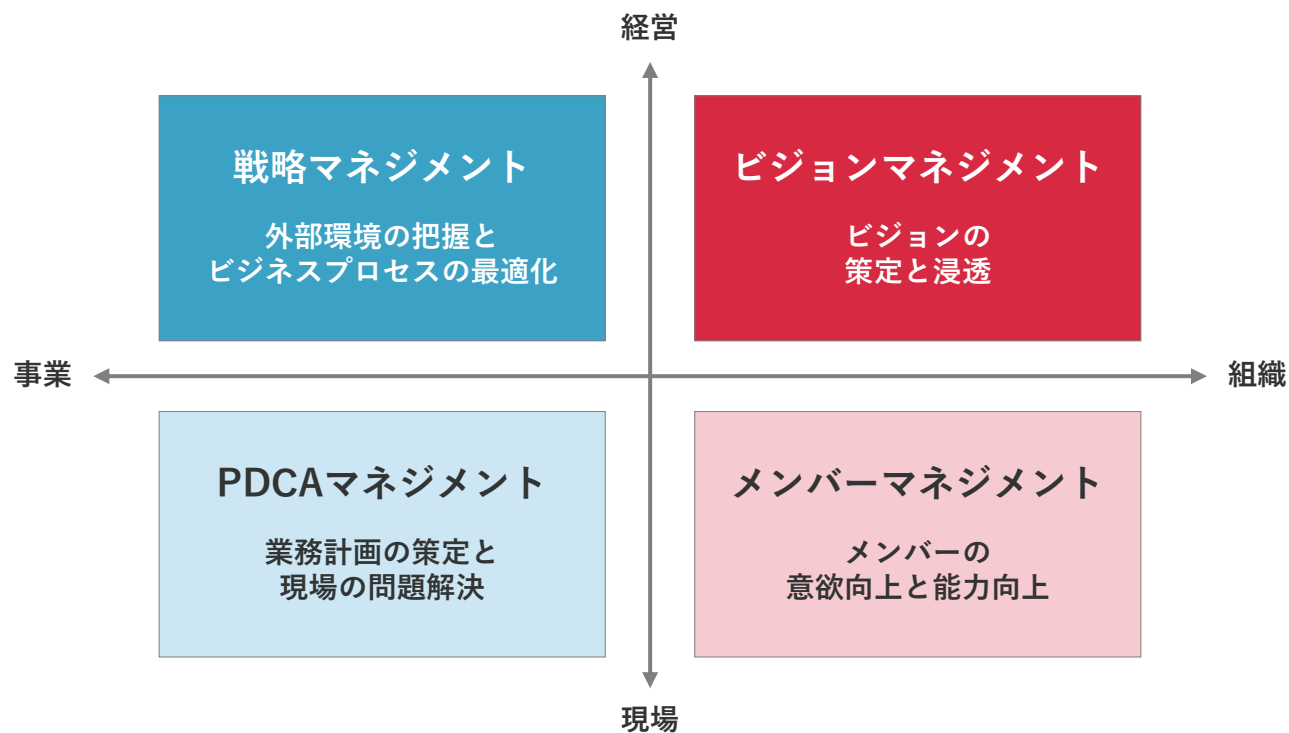 経営
戦略マネジメント
外部環境の把握と
ビジネスプロセスの最適化
ビジョンマネジメント
ビジョンの
策定と浸透
事業
組織
PDCAマネジメント
業務計画の策定と
現場の問題解決
メンバーマネジメント
メンバーの
意欲向上と能力向上
現場